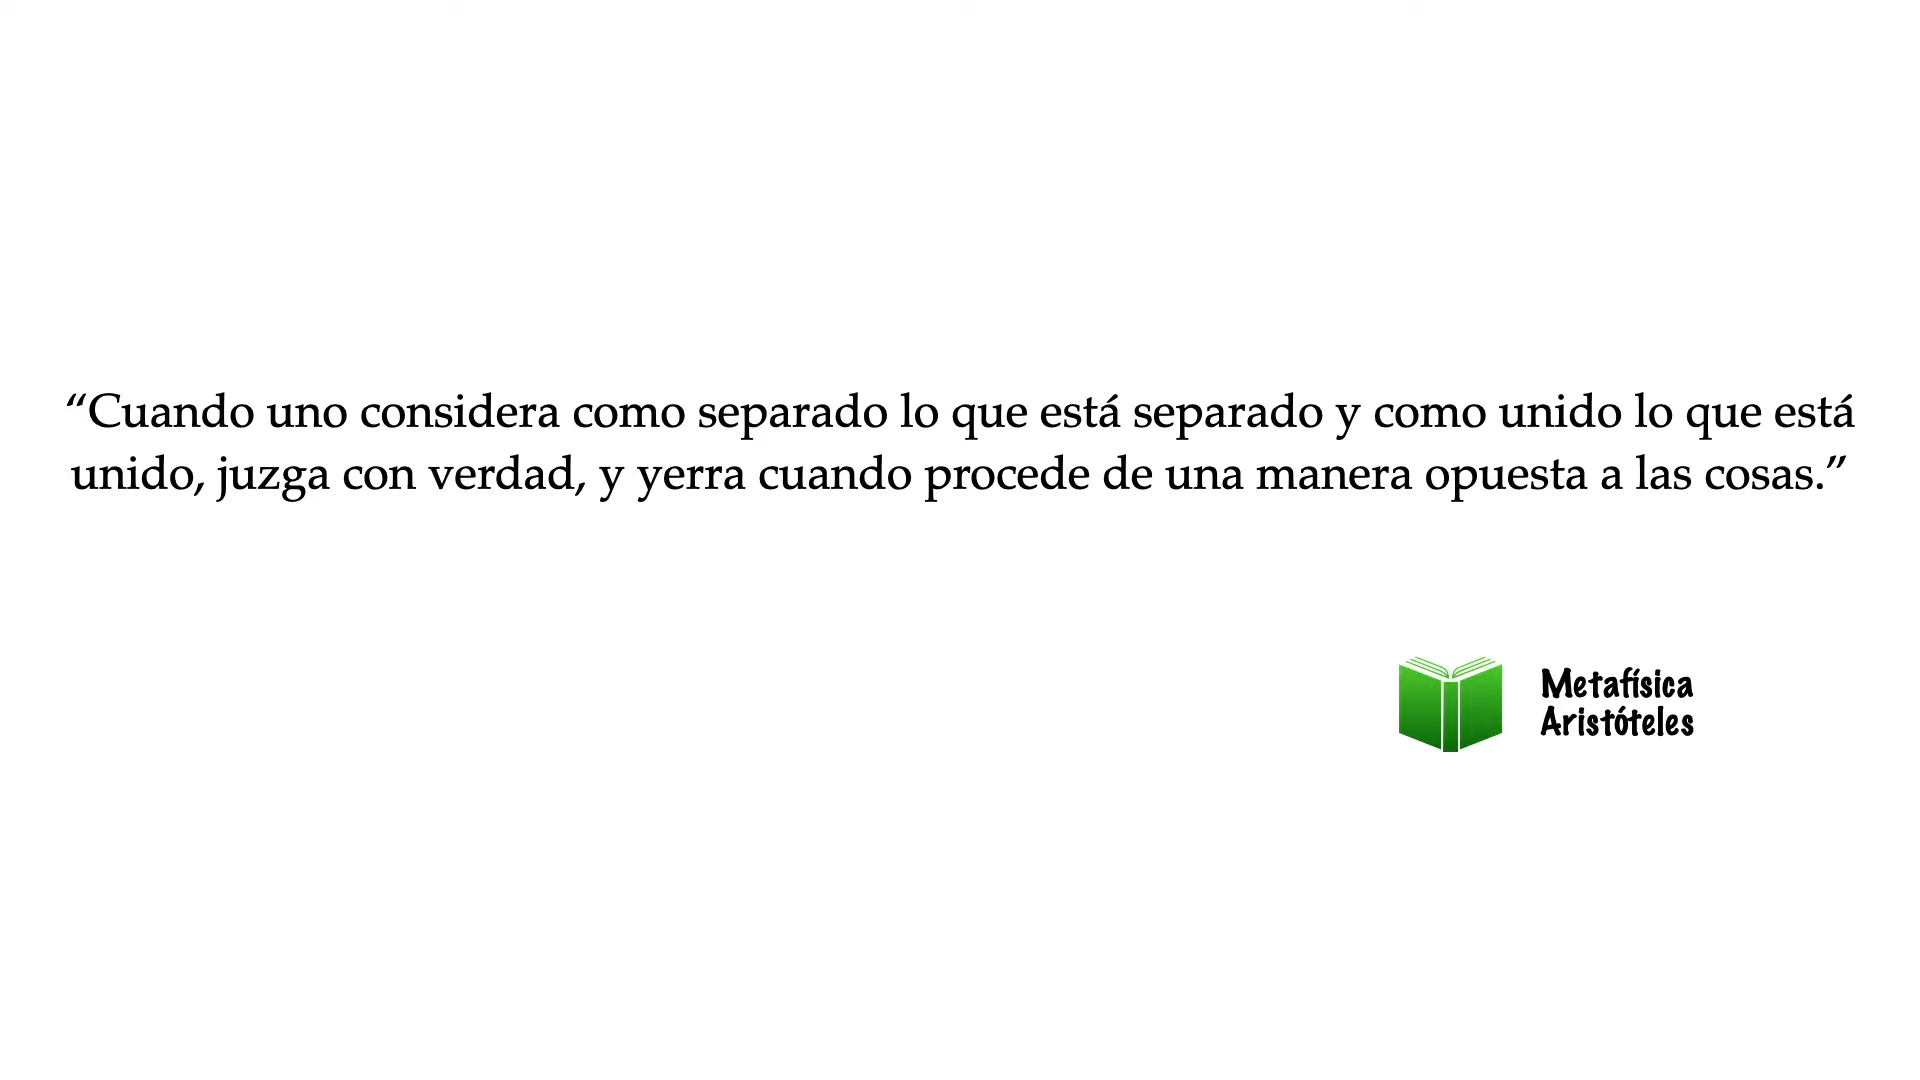 “Cuando uno considera como separado lo que está separado y como unido lo que está
unido, juzga con verdad, y yerra cuando procede de una manera opuesta a las cosas.”
Metafísica
Aristóteles